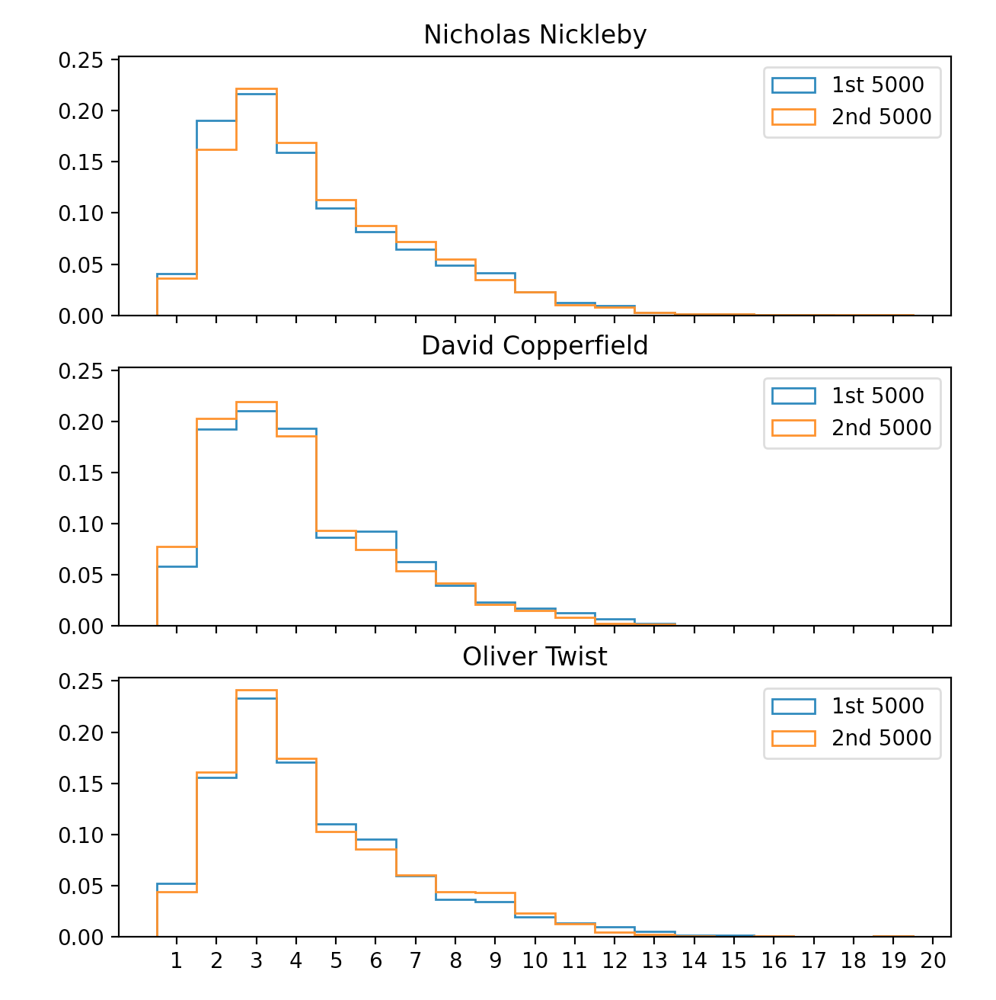 Nicholas Nickleby
0.25
0.20
0.15
0.10
0.05
0.00
1st 5000
2nd 5000
David Copperfield
0.25
0.20
0.15
0.10
0.05
0.00
1st 5000
2nd 5000
Oliver Twist
0.25
0.20
0.15
0.10
0.05
0.00
1st 5000
2nd 5000
1 2 3 4 5 6 7 8 9 10 11 12 13 14 15 16 17 18 19 20